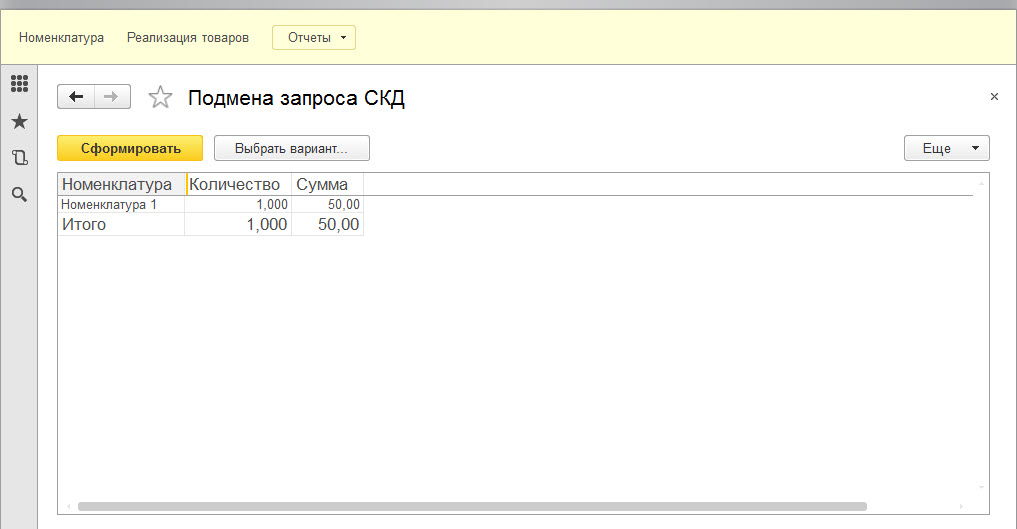 Номенклатура Реализация товаров Отчеты
Подмена запроса СКД
Сформировать Выбрать вариант... Еще
Номенклатура Количество Сумма
Номенклатура 1 1,000 50,00
Итого 1,000 50,00